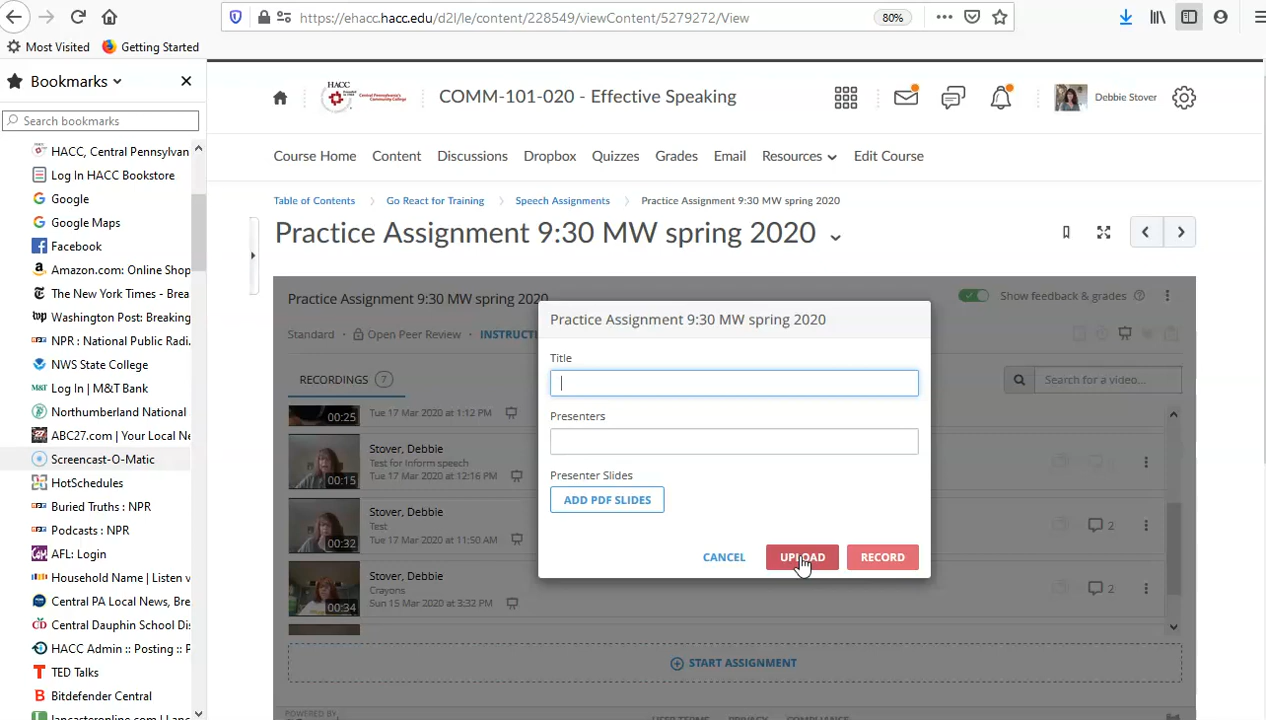 https://ehacc.hacc.edu/d2l/le/content/228549/viewContent/5279272/View
80%
Most Visited
Getting Started
Bookmarks
Search bookmarks
HACC, Central Pennsylvan
Log In HACC Bookstore
Google
Google Maps
Facebook
Amazon.com: Online Shop
The New York Times - Brea
Washington Post: Breaking
NPR : National Public Radi.
NWS State College
Log In | M&T Bank
Northumberland National
ABC27.com | Your Local Ne
Screencast-O-Matic
HotSchedules
Buried Truths : NPR
Podcasts : NPR
AFL: Login
Household Name | Listen v
Central PA Local News, Bre
Central Dauphin School Dis
HACC Admin :: Posting :: P
TED Talks
Bitdefender Central
lancasteronline.com | Lanc
HACC
Central Pennsylvania's
Community College
COMM-101-020 - Effective Speaking
Debbie Stover
Course Home
Content
Discussions
Dropbox
Quizzes
Grades
Email
Resources
Edit Course
Table of Contents
Go React for Training
Speech Assignments
Practice Assignment 9:30 MW spring 2020
Practice Assignment 9:30 MW spring 2020
Practice Assignment 9:30 MW spring 2020
Show feedback & grades
Standard · Open Peer Review · INSTRUCTI
RECORDINGS 7
Search for a video...
00:25
Tue 17 Mar 2020 at 1:12 PM
Stover, Debbie
Test for Inform speech
00:15
Tue 17 Mar 2020 at 12:16 PM
Stover, Debbie
Test
00:32
Tue 17 Mar 2020 at 11:50 AM
2
Stover, Debbie
Crayons
00:34
Sun 15 Mar 2020 at 3:32 PM
2
START ASSIGNMENT
POWERED BY
USER TERMS
PRIVACY
COMPLIANCE
Practice Assignment 9:30 MW spring 2020
Title
Presenters
Presenter Slides
ADD PDF SLIDES
CANCEL
UPLOAD
RECORD